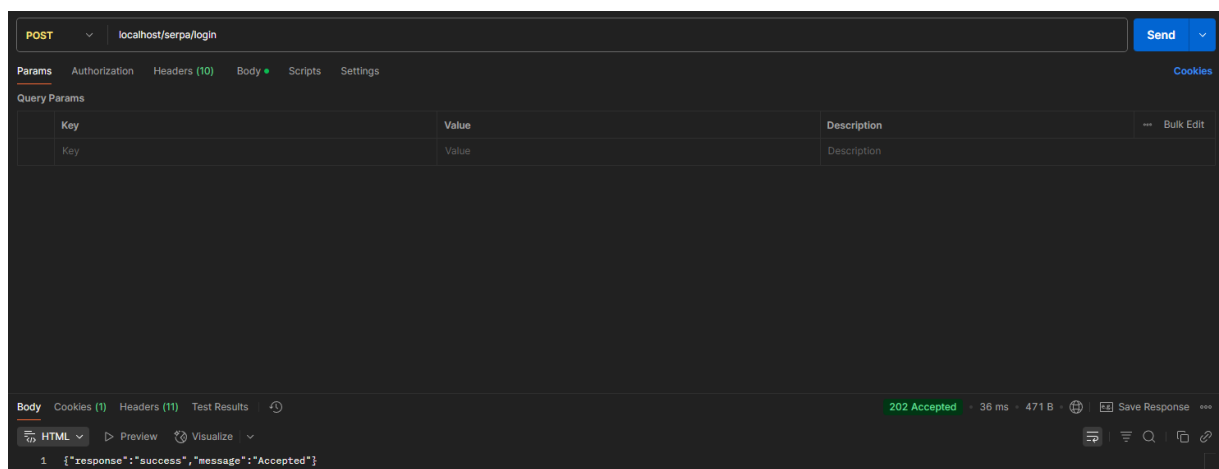 POST localhost/serpa/login Send
Params Authorization Headers (10) Body Scripts Settings Cookies
Query Params
Key Value Description Bulk Edit
Key Value Description
Body Cookies (1) Headers (11) Test Results 202 Accepted 36 ms 471 B e.g. Save Response
HTML Preview Visualize
1 {"response":"success","message":"Accepted"}